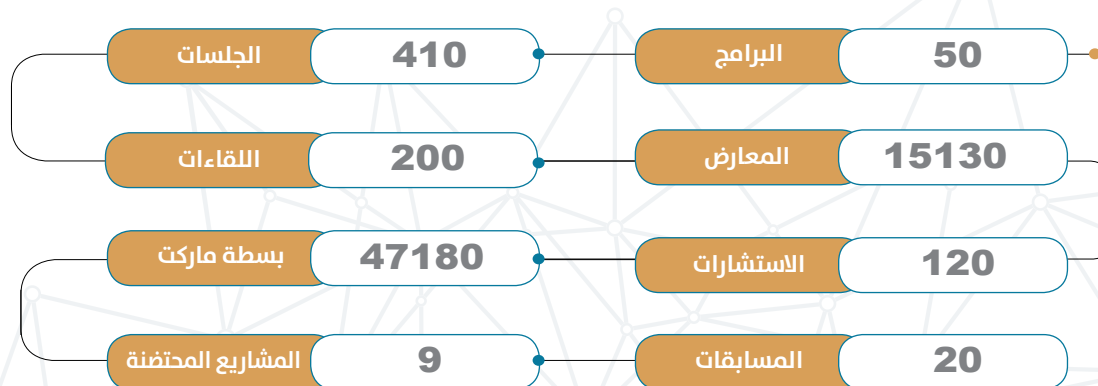 البرامج 50
الجلسات 410
اللقاءات 200
المعارض 15130
الاستشارات 120
بسطة ماركت 47180
المشاريع المحتضنة 9
المسابقات 20